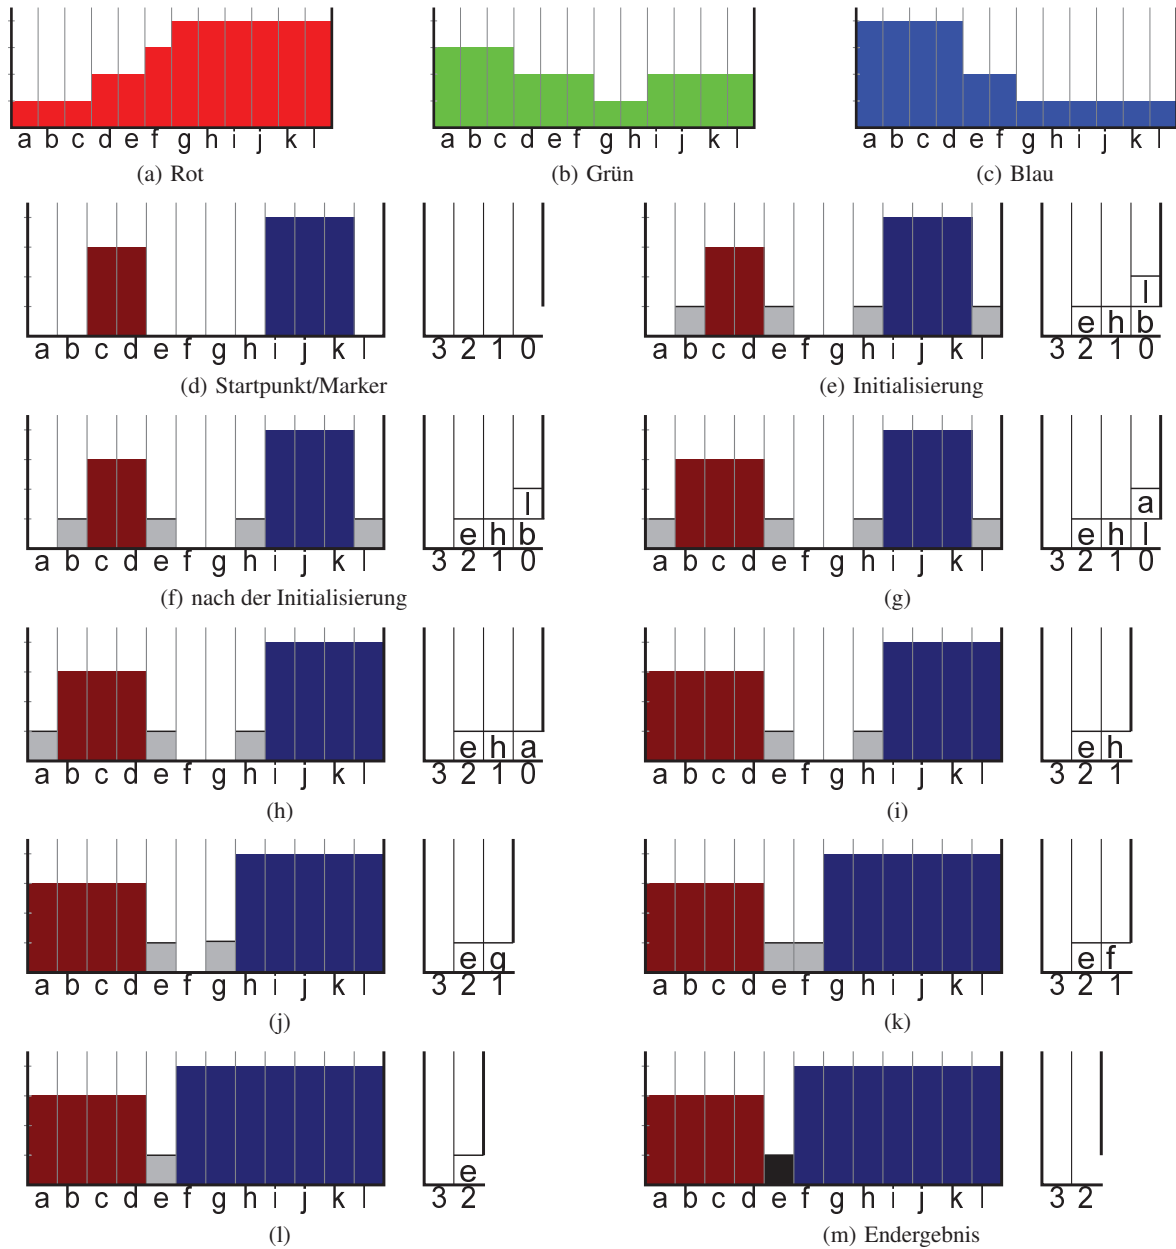 a b c d e f g h i j k l
(a) Rot
a b c d e f g h i j k l
(b) Grün
a b c d e f g h i j k l
(c) Blau
a b c d e f g h i j k l
3 2 1 0
(d) Startpunkt/Marker
l
e h b
a b c d e f g h i j k l
3 2 1 0
(e) Initialisierung
l
e h b
a b c d e f g h i j k l
3 2 1 0
(f) nach der Initialisierung
a
e h l
a b c d e f g h i j k l
3 2 1 0
(g)
e h a
a b c d e f g h i j k l
3 2 1 0
(h)
e h
a b c d e f g h i j k l
3 2 1
(i)
e g
a b c d e f g h i j k l
3 2 1
(j)
e f
a b c d e f g h i j k l
3 2 1
(k)
e
a b c d e f g h i j k l
3 2
(l)
a b c d e f g h i j k l
3 2
(m) Endergebnis